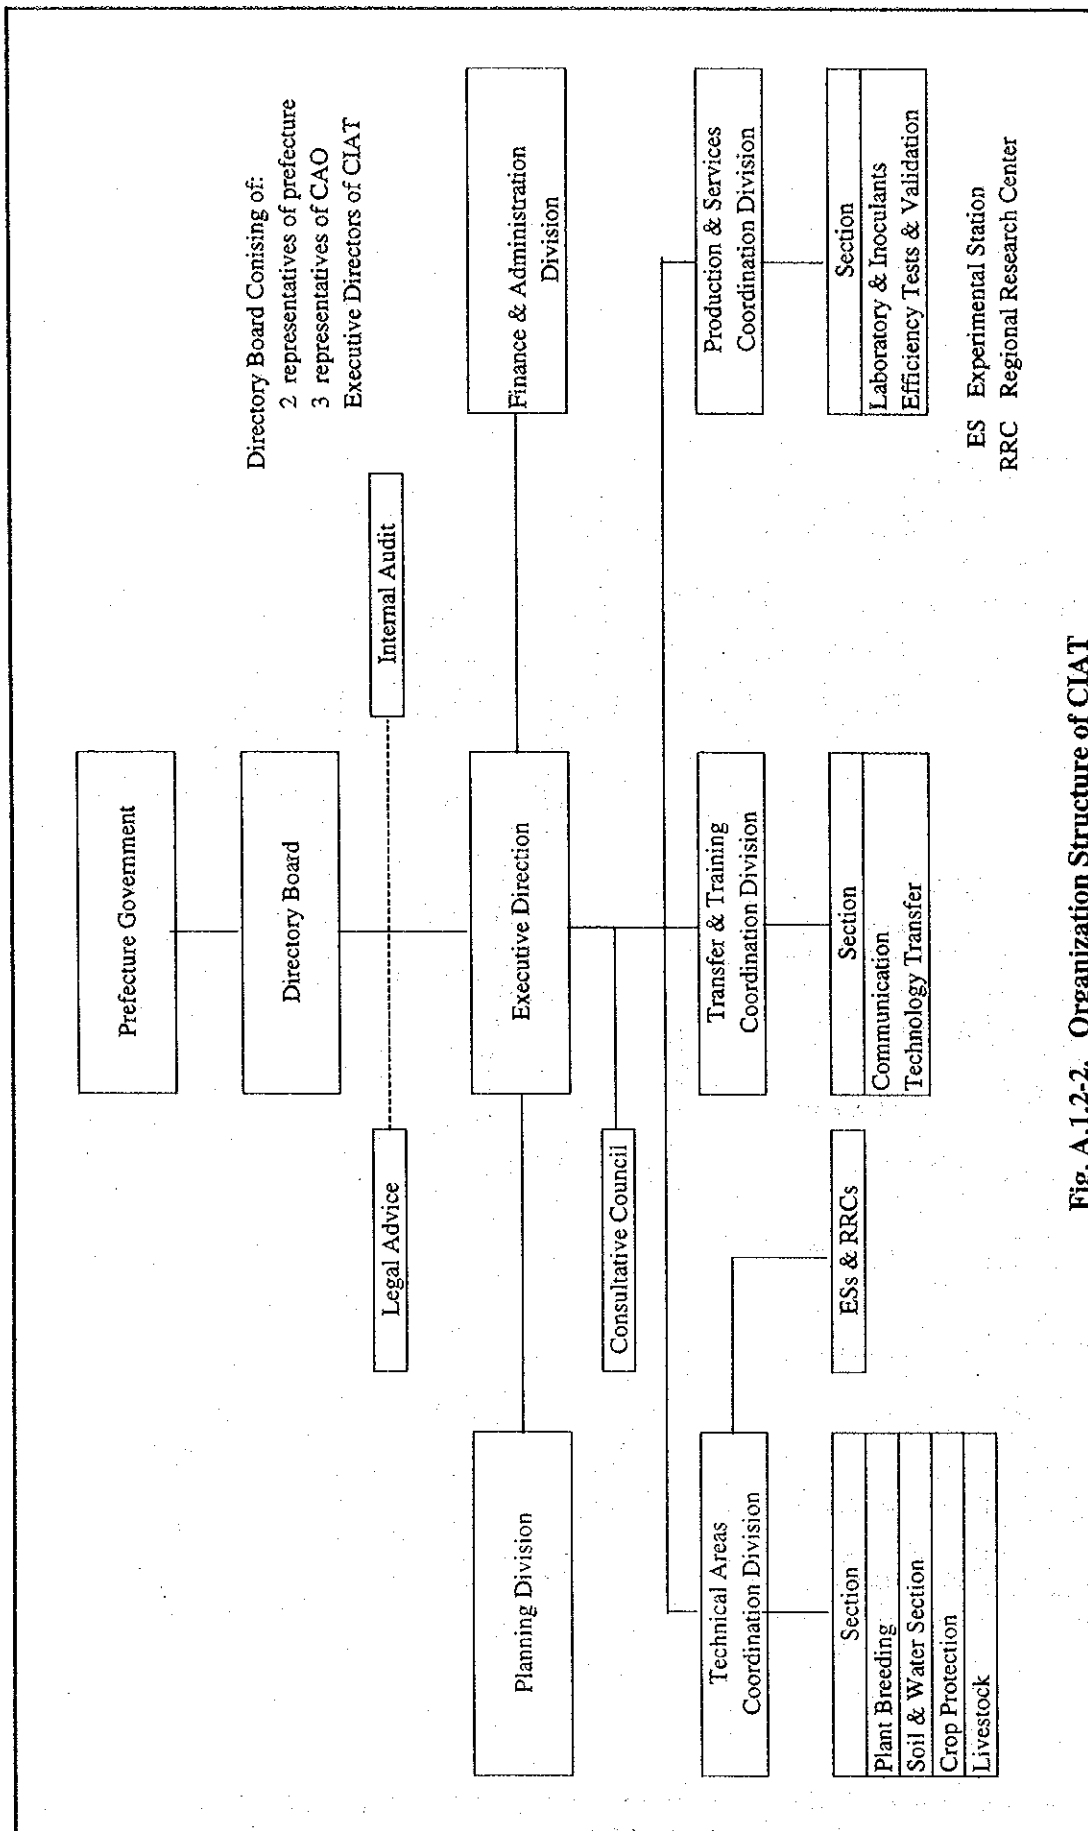 Prefecture Government
Directory Board Conising of:
2 representatives of prefecture
3 representatives of CAO
Executive Directors of CIAT
Directory Board
Legal Advice
Internal Audit
Planning Division
Executive Direction
Finance & Administration
Division
Consultative Council
Technical Areas
Coordination Division
Transfer & Training
Coordination Division
Production & Services
Coordination Division
Section
Plant Breeding
Soil & Water Section
Crop Protection
Livestock
ESs & RRCs
Section
Communication
Technology Transfer
Section
Laboratory & Inoculants
Efficiency Tests & Validation
ES Experimental Station
RRC Regional Research Center
Fig. A.1.2-2. Organization Structure of CIAT